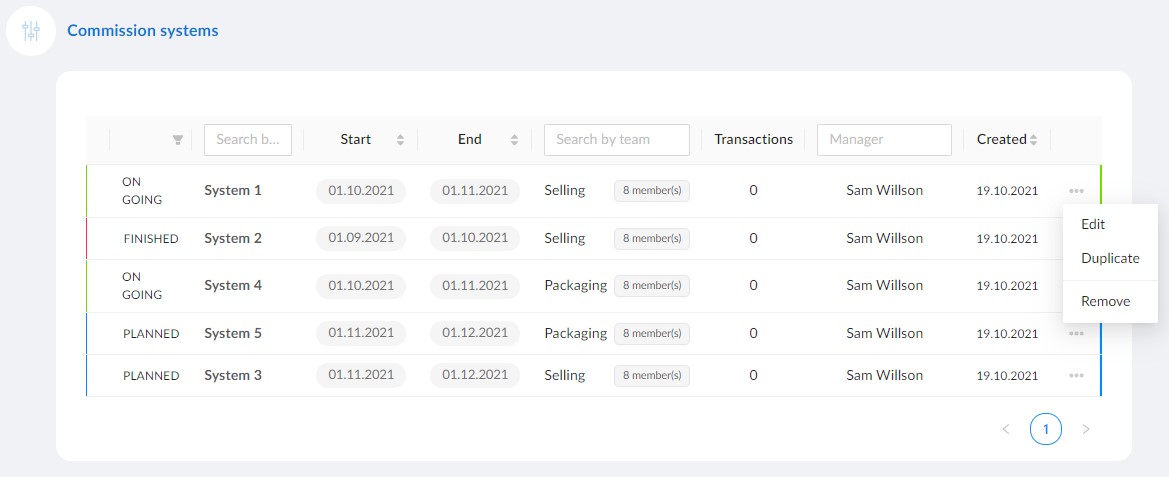 Commission systems
Search b... Start End Search by team Transactions Manager Created
ON GOING System 1 01.10.2021 01.11.2021 Selling 8 member(s) 0 Sam Willson 19.10.2021
FINISHED System 2 01.09.2021 01.10.2021 Selling 8 member(s) 0 Sam Willson 19.10.2021
ON GOING System 4 01.10.2021 01.11.2021 Packaging 8 member(s) 0 Sam Willson 19.10.2021
PLANNED System 5 01.11.2021 01.12.2021 Packaging 8 member(s) 0 Sam Willson 19.10.2021
PLANNED System 3 01.11.2021 01.12.2021 Selling 8 member(s) 0 Sam Willson 19.10.2021
Edit
Duplicate
Remove
< 1 >